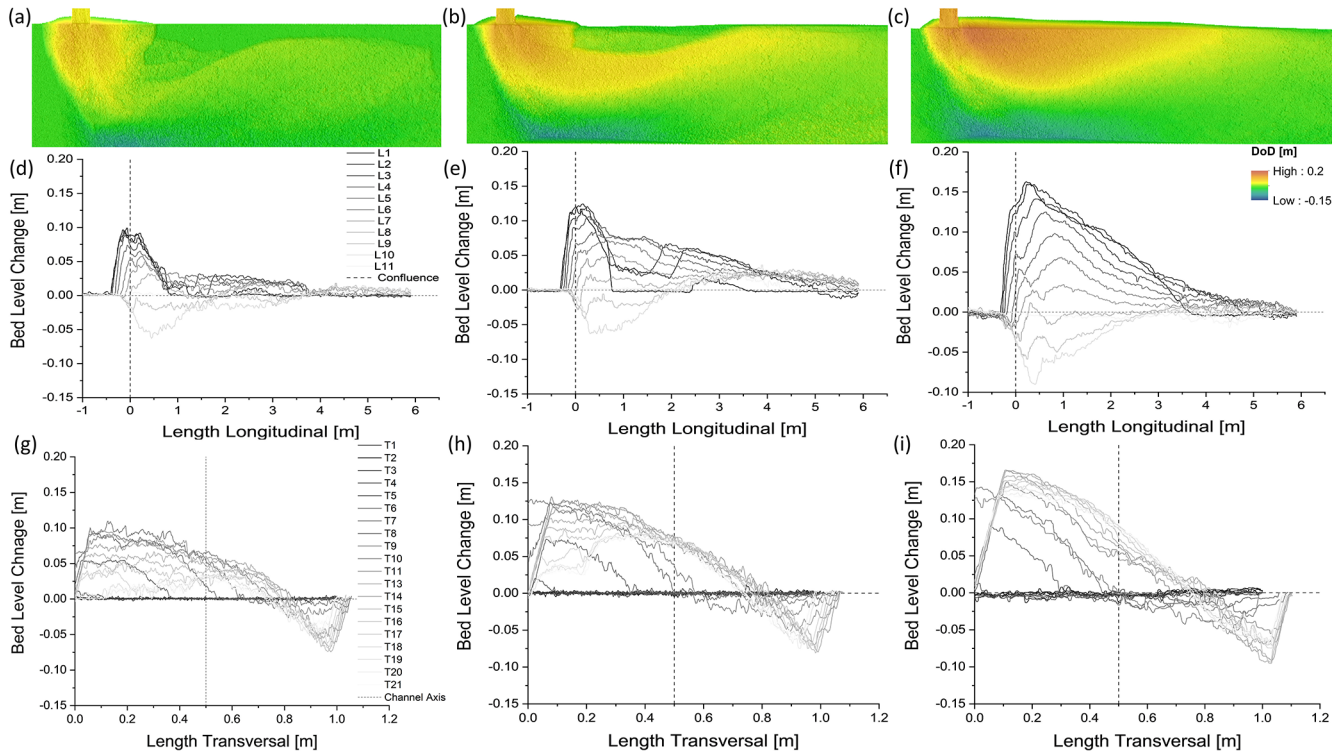 (a)
(b)
(c)
(d)
0.20
0.15
0.10
0.05
0.00
-0.05
-0.10
-0.15
Bed Level Change [m]
-1
0
1
2
3
4
5
6
Length Longitudinal [m]
L1
L2
L3
L4
L5
L6
L7
L8
L9
L10
L11
Confluence
(e)
0.20
0.15
0.10
0.05
0.00
-0.05
-0.10
-0.15
Bed Level Change [m]
-1
0
1
2
3
4
5
6
Length Longitudinal [m]
(f)
0.20
0.15
0.10
0.05
0.00
-0.05
-0.10
Bed Level Change [m]
-1
0
1
2
3
4
5
6
Length Longitudinal [m]
DoD [m]
High : 0.2
Low : -0.15
(g)
0.20
0.15
0.10
0.05
0.00
-0.05
-0.10
-0.15
Bed Level Chnage [m]
0.0
0.2
0.4
0.6
0.8
1.0
1.2
Length Transversal [m]
T1
T2
T3
T4
T5
T6
T7
T8
T9
T10
T11
T13
T14
T15
T16
T17
T18
T19
T20
T21
Channel Axis
(h)
0.20
0.15
0.10
0.05
0.00
-0.05
-0.10
-0.15
Bed Level Change [m]
0.0
0.2
0.4
0.6
0.8
1.0
1.2
Length Transversal [m]
(i)
0.20
0.15
0.10
0.05
0.00
-0.05
-0.10
-0.15
Bed Level Change [m]
0.0
0.2
0.4
0.6
0.8
1.0
1.2
Length Transversal [m]